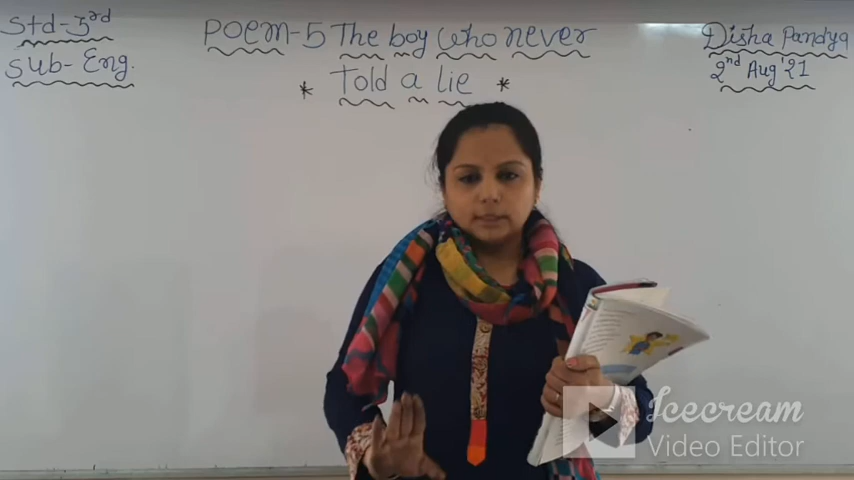 Std-3rd
Sub-Eng.
Poem-5 The boy who never
* Told a lie *
Disha Pandya
2nd Aug'21
Icecream
Video Editor